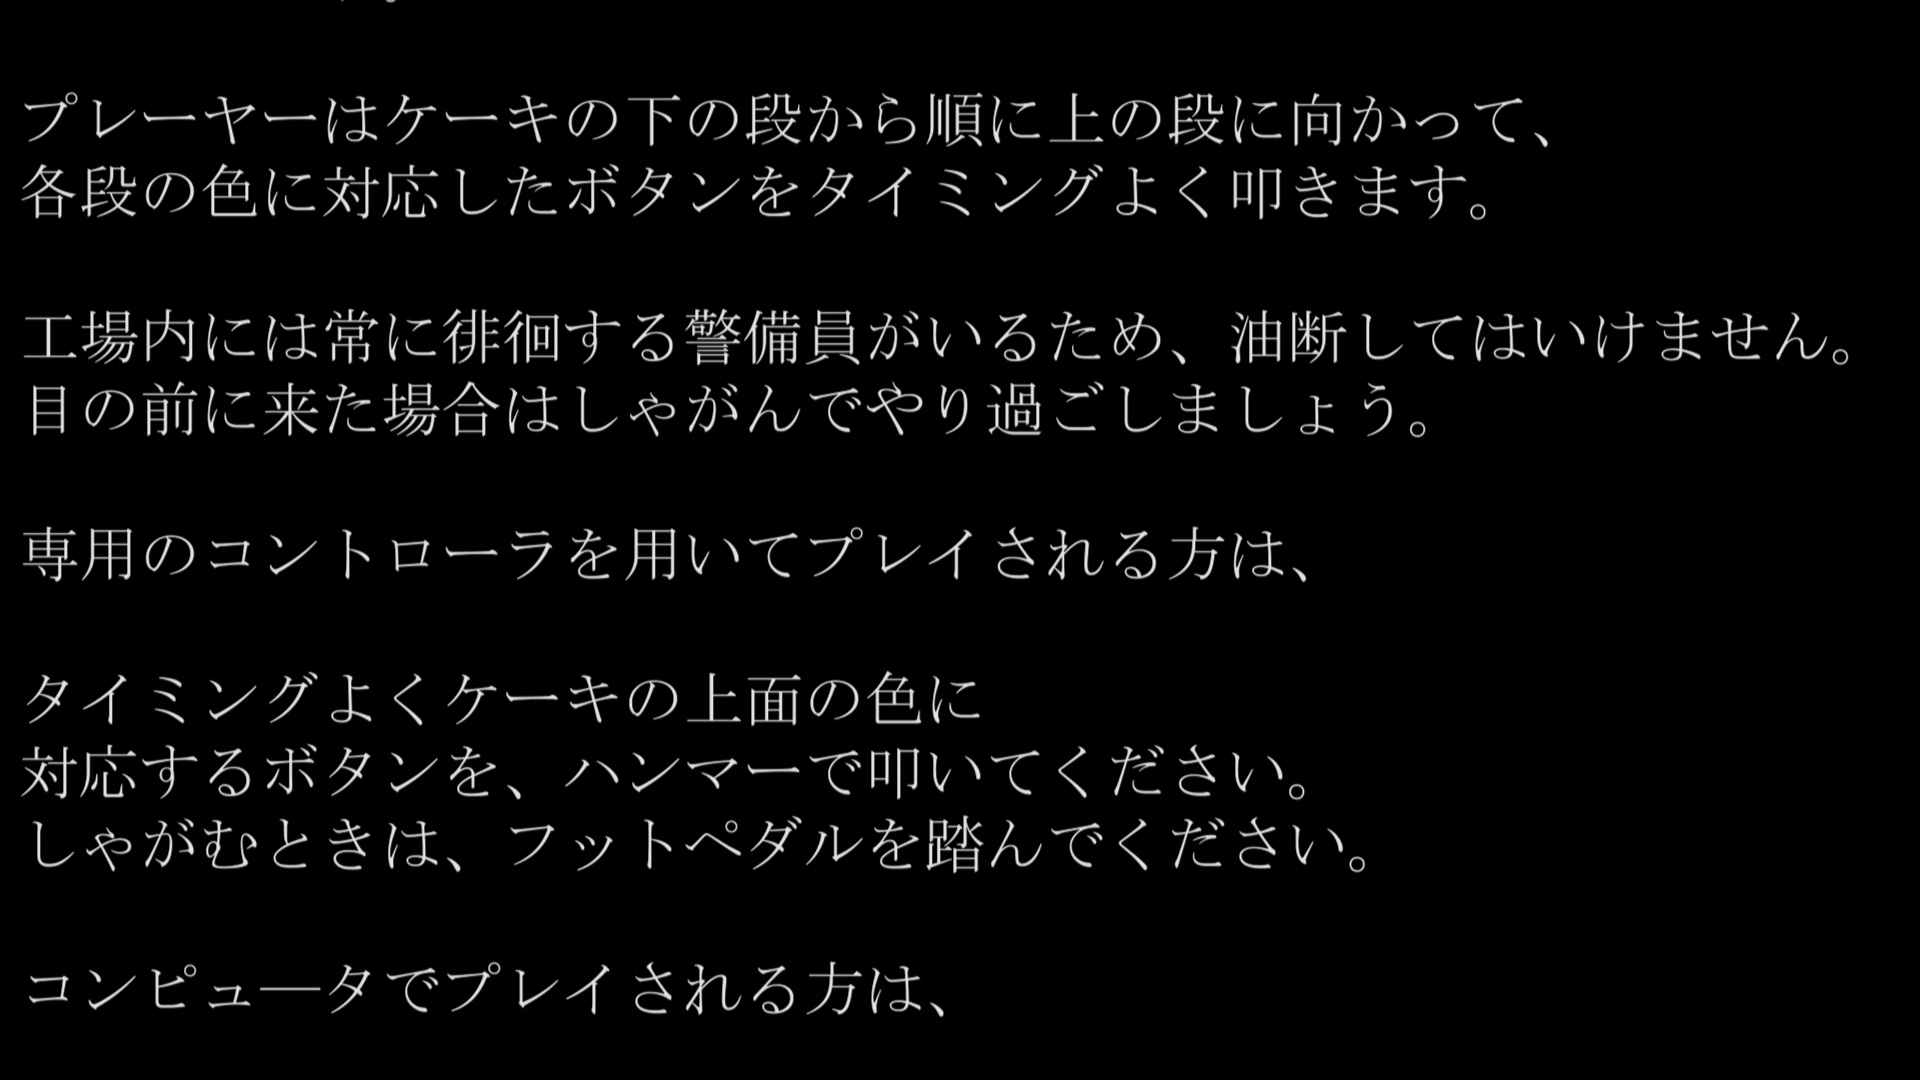 プレーヤーはケーキの下の段から順に上の段に向かって、
各段の色に対応したボタンをタイミングよく叩きます。
工場内には常に徘徊する警備員がいるため、油断してはいけません。
目の前に来た場合はしゃがんでやり過ごしましょう。
専用のコントローラを用いてプレイされる方は、
タイミングよくケーキの上面の色に
対応するボタンを、ハンマーで叩いてください。
しゃがむときは、フットペダルを踏んでください。
コンピュ―タでプレイされる方は、